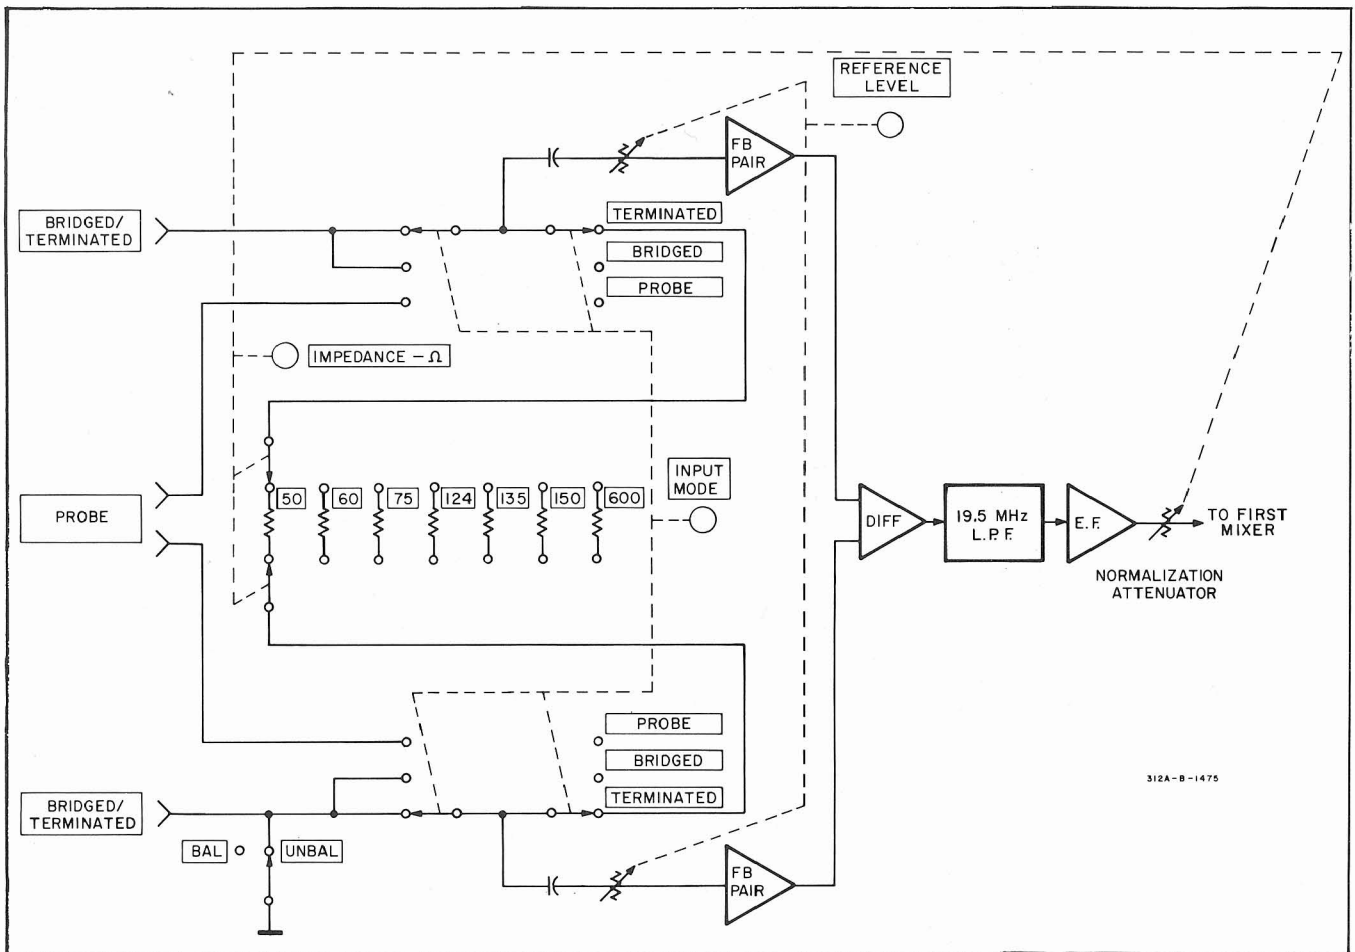 REFERENCE
LEVEL
FB
PAIR
BRIDGED/
TERMINATED
TERMINATED
BRIDGED
PROBE
IMPEDANCE - Ω
INPUT
MODE
50
60
75
124
135
150
600
PROBE
DIFF
19.5 MHz
L.P.F.
E.F.
TO FIRST
MIXER
NORMALIZATION
ATTENUATOR
PROBE
BRIDGED
TERMINATED
312A-B-1475
BRIDGED/
TERMINATED
BAL
UNBAL
FB
PAIR